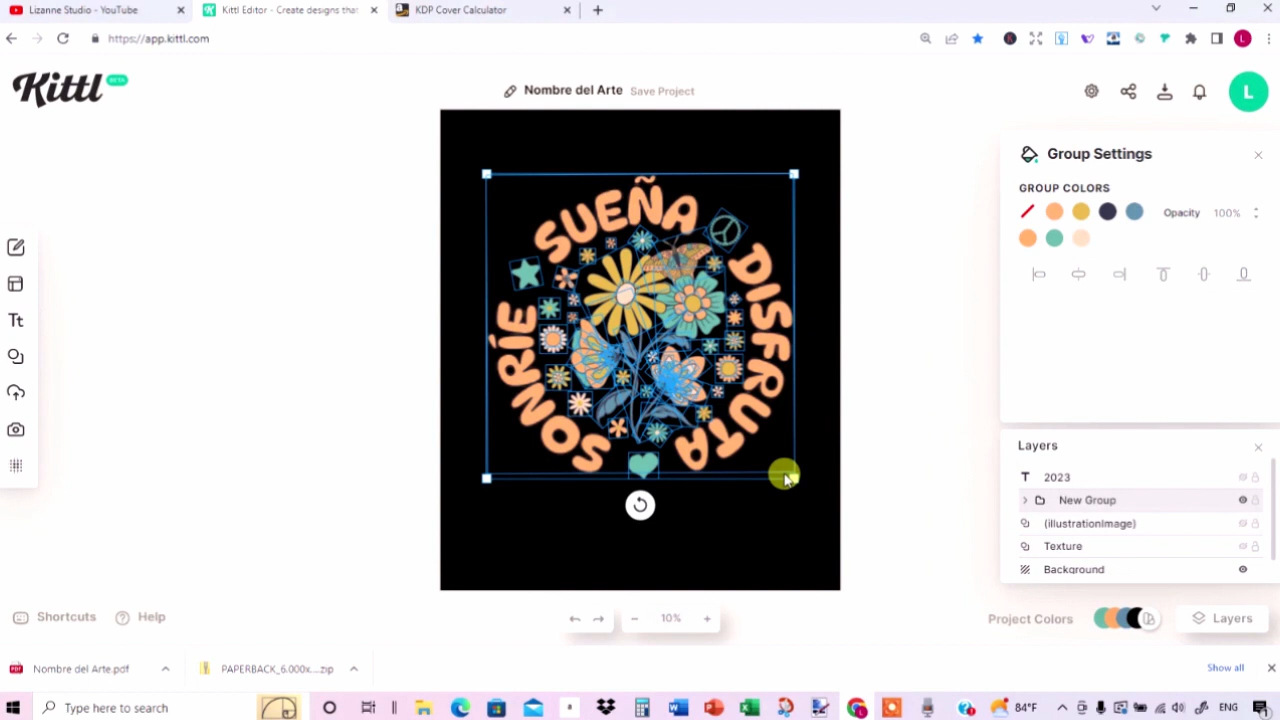 Lizanne Studio - YouTube
Kittl Editor - Create designs tha
KDP Cover Calculator
https://app.kittl.com
L
Kittl BETA
Nombre del Arte Save Project
L
Group Settings
GROUP COLORS
Opacity 100%
SUEÑA
DISFRUTA
SONRÍE
Tt
Layers
2023
New Group
(illustrationImage)
Texture
Background
Shortcuts Help
10%
Project Colors
Layers
Nombre del Arte.pdf
PAPERBACK_6.000x....zip
Show all
Type here to search
84°F
ENG